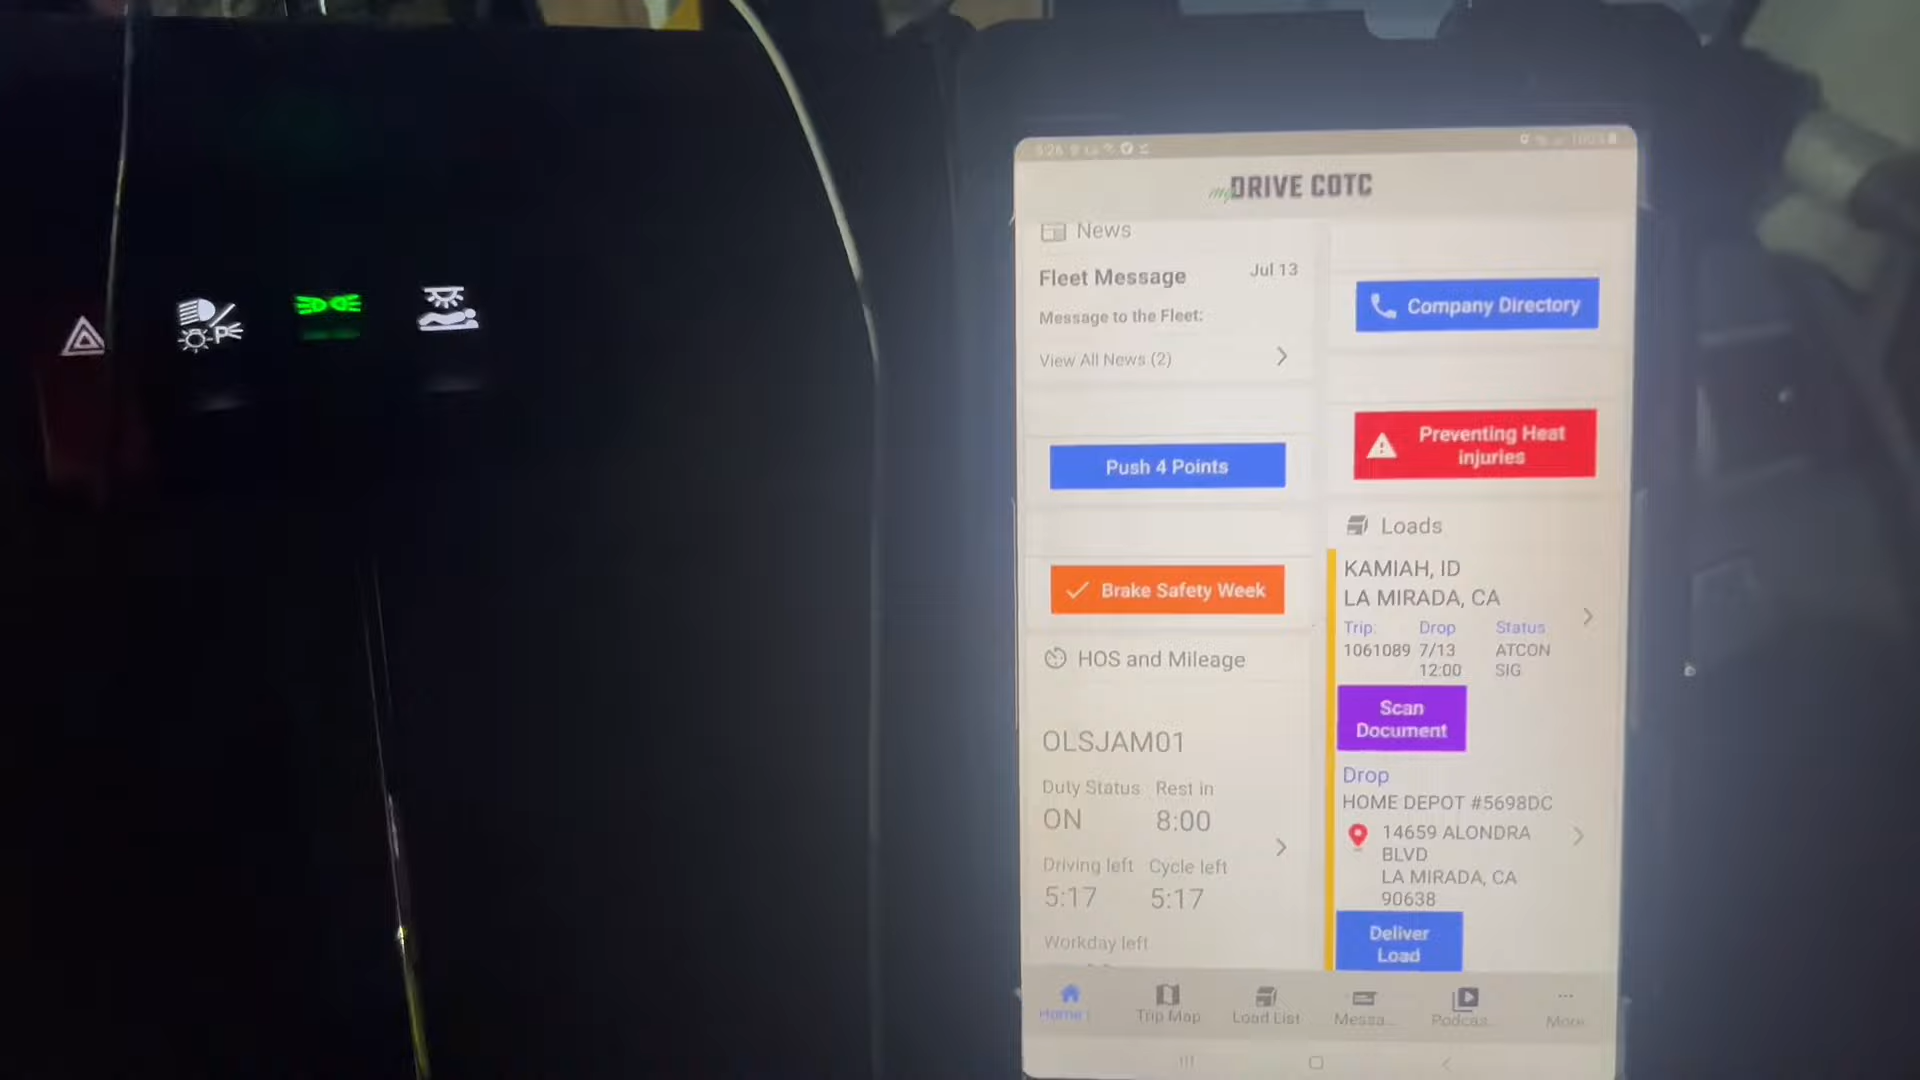 my DRIVE COTC
News
Fleet Message
Jul 13
Message to the Fleet:
View All News (2)
Push 4 Points
Brake Safety Week
HOS and Mileage
OLSJAM01
Duty Status Rest in
ON 8:00
Driving left Cycle left
5:17 5:17
Workday left
Company Directory
Preventing Heat
injuries
Loads
KAMIAH, ID
LA MIRADA, CA
Trip: Drop Status
1061089 7/13 ATCON
12:00 SIG
Scan
Document
Drop
HOME DEPOT #5698DC
14659 ALONDRA
BLVD
LA MIRADA, CA
90638
Deliver
Load
Home Trip Map Load List Messa... Podcas... More
P